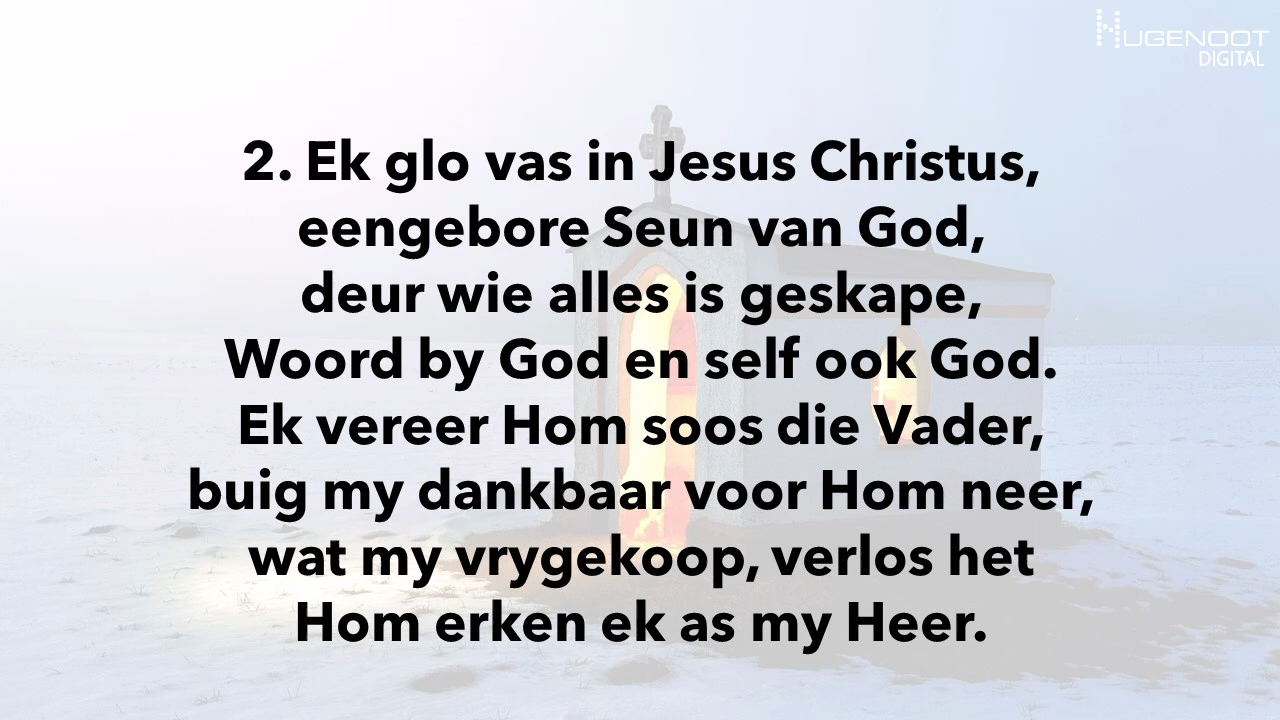 HUGENOOT
DIGITAL
2. Ek glo vas in Jesus Christus,
eengebore Seun van God,
deur wie alles is geskape,
Woord by God en self ook God.
Ek vereer Hom soos die Vader,
buig my dankbaar voor Hom neer,
wat my vrygekoop, verlos het
Hom erken ek as my Heer.